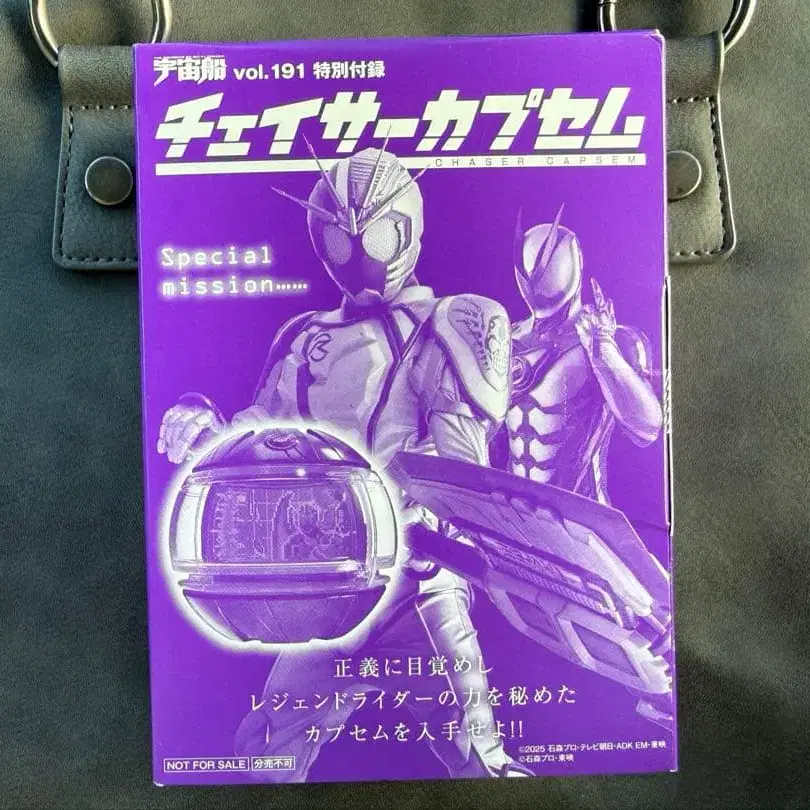 宇宙船 vol.191 特別付録
チェイサーカプセム
CHASER CAPSEM
Special
mission……
正義に目覚めし
レジェンドライダーの力を秘めた
カプセムを入手せよ!!
NOT FOR SALE 分売不可
©2025 石森プロ・テレビ朝日・ADK EM・東映
©石森プロ・東映